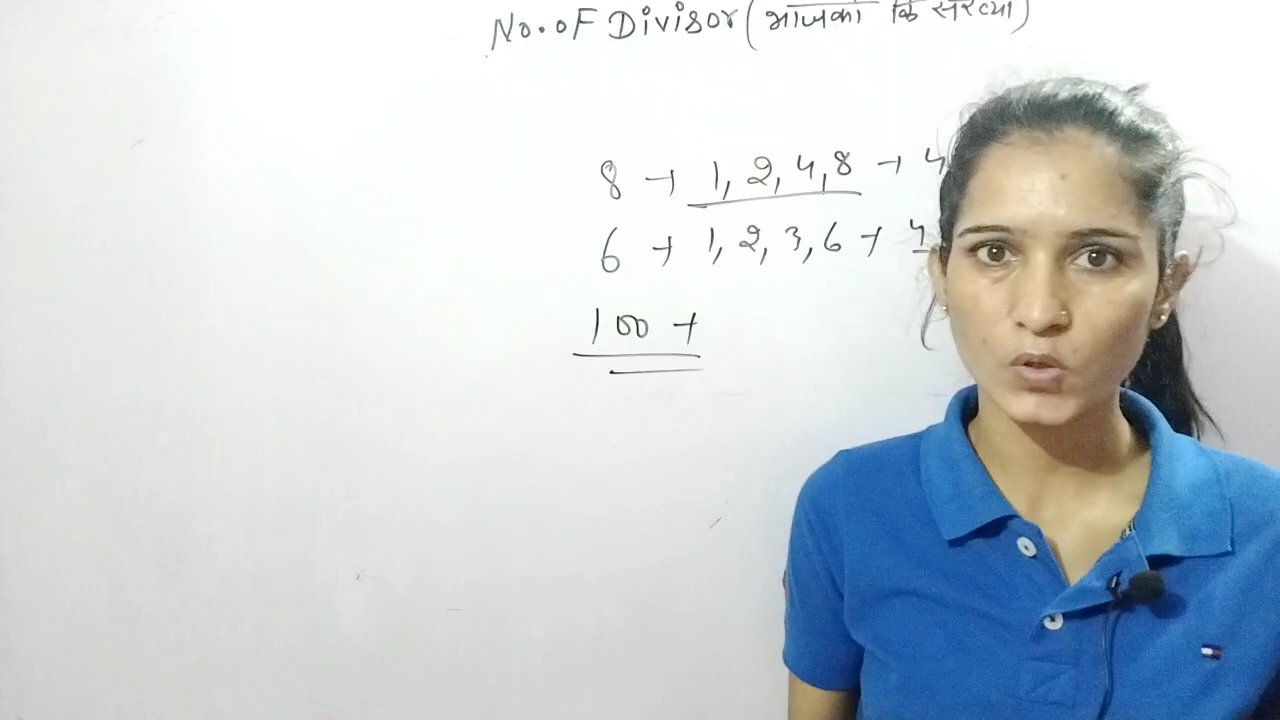 No. of Divisor (भाजको कि संख्या)
8 → 1, 2, 4, 8 → 4
6 → 1, 2, 3, 6 → 4
100 →